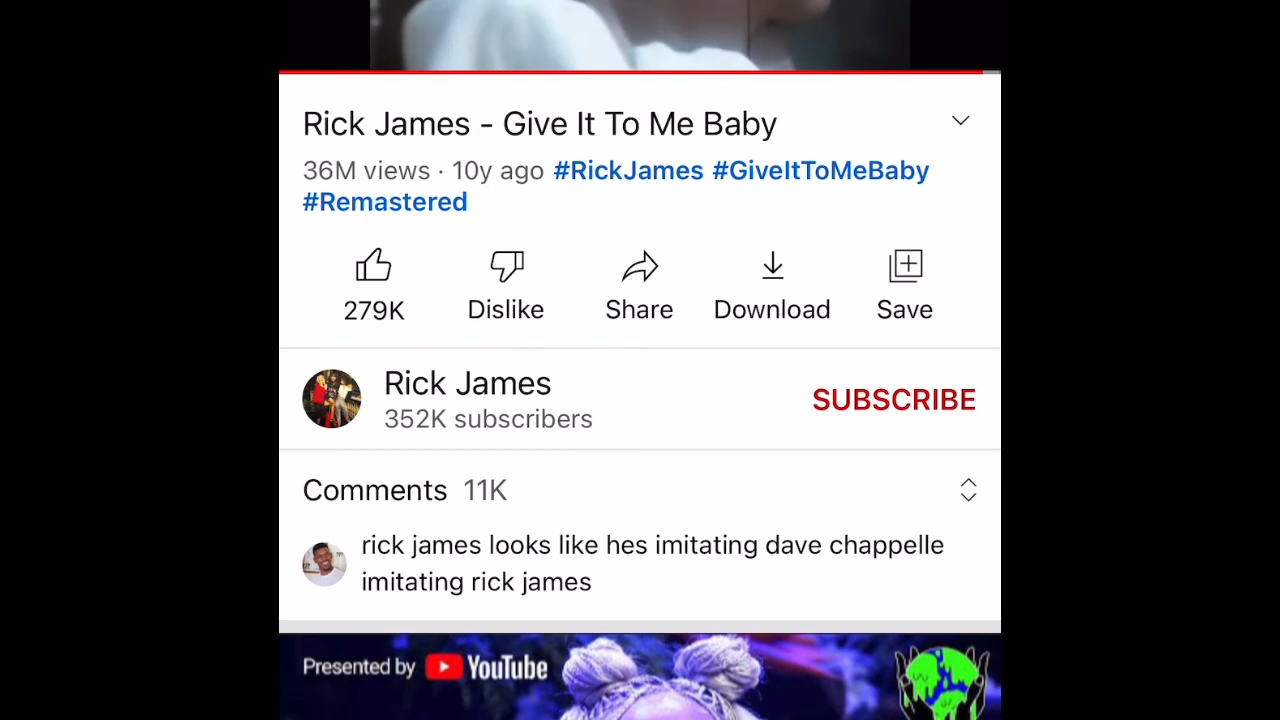 Rick James - Give It To Me Baby
36M views · 10y ago #RickJames #GiveItToMeBaby
#Remastered
279K Dislike Share Download Save
Rick James
352K subscribers
SUBSCRIBE
Comments 11K
rick james looks like hes imitating dave chappelle
imitating rick james
Presented by YouTube